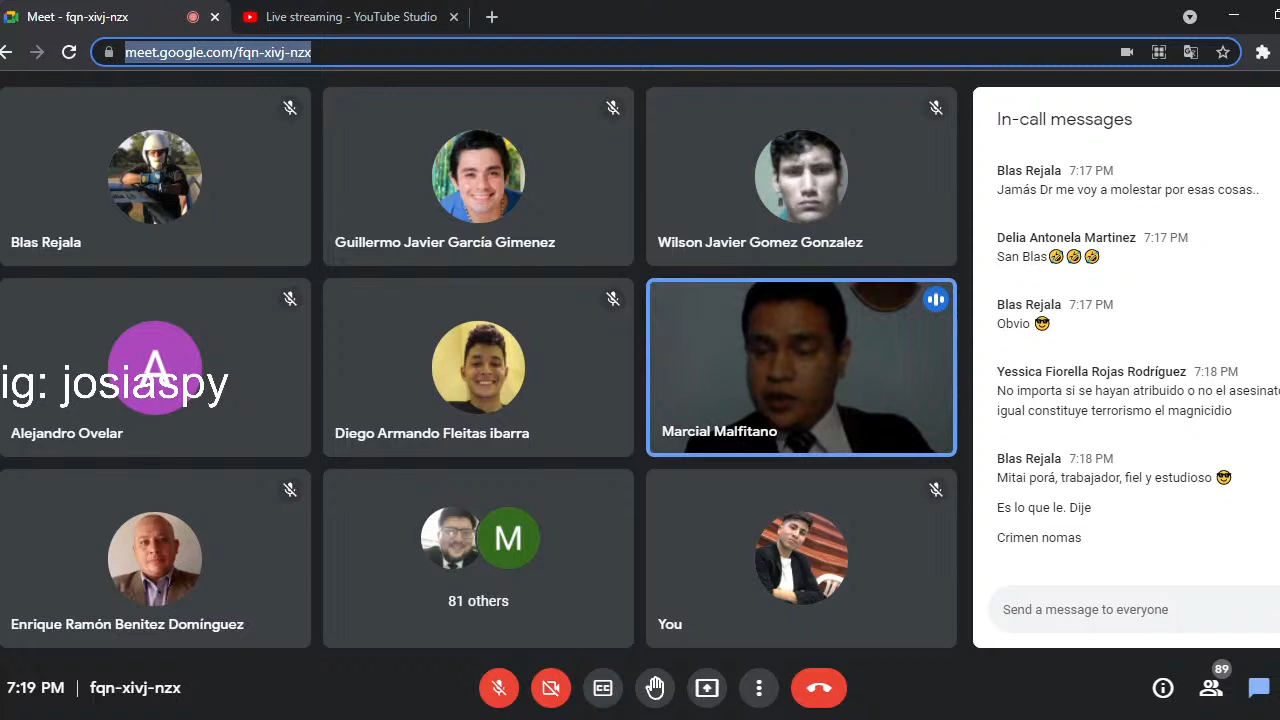 Meet - fqn-xivj-nzx
Live streaming - YouTube Studio
meet.google.com/fqn-xivj-nzx
Blas Rejala
Guillermo Javier García Gimenez
Wilson Javier Gomez Gonzalez
A
ig: josiaspy
Alejandro Ovelar
Diego Armando Fleitas ibarra
Marcial Malfitano
Enrique Ramón Benitez Domínguez
M
81 others
You
In-call messages
Blas Rejala 7:17 PM
Jamás Dr me voy a molestar por esas cosas..
Delia Antonela Martinez 7:17 PM
San Blas🤣🤣🤣
Blas Rejala 7:17 PM
Obvio 😎
Yessica Fiorella Rojas Rodríguez 7:18 PM
No importa si se hayan atribuido o no el asesinato
igual constituye terrorismo el magnicidio
Blas Rejala 7:18 PM
Mitai porá, trabajador, fiel y estudioso 😎
Es lo que le. Dije
Crimen nomas
Send a message to everyone
7:19 PM | fqn-xivj-nzx
CC
89